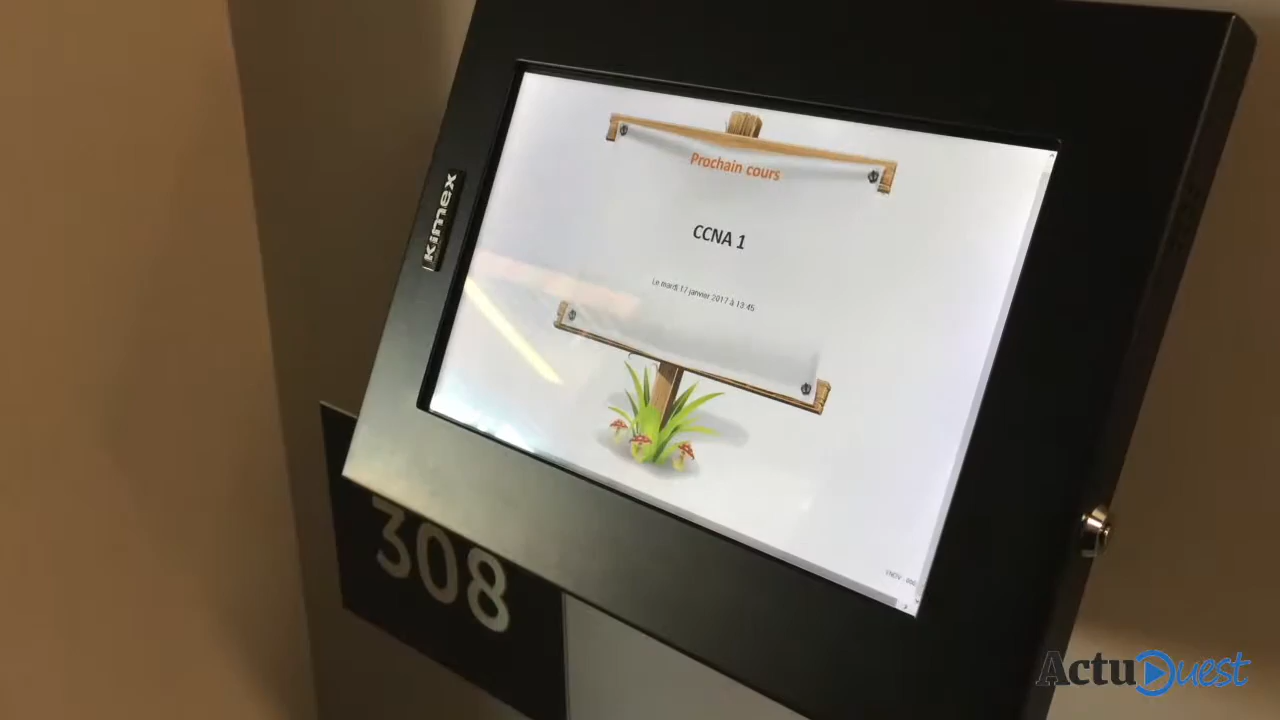 Prochain cours
CCNA 1
Le mardi 17 janvier 2017 à 13:45
kimex
308
ActuOuest